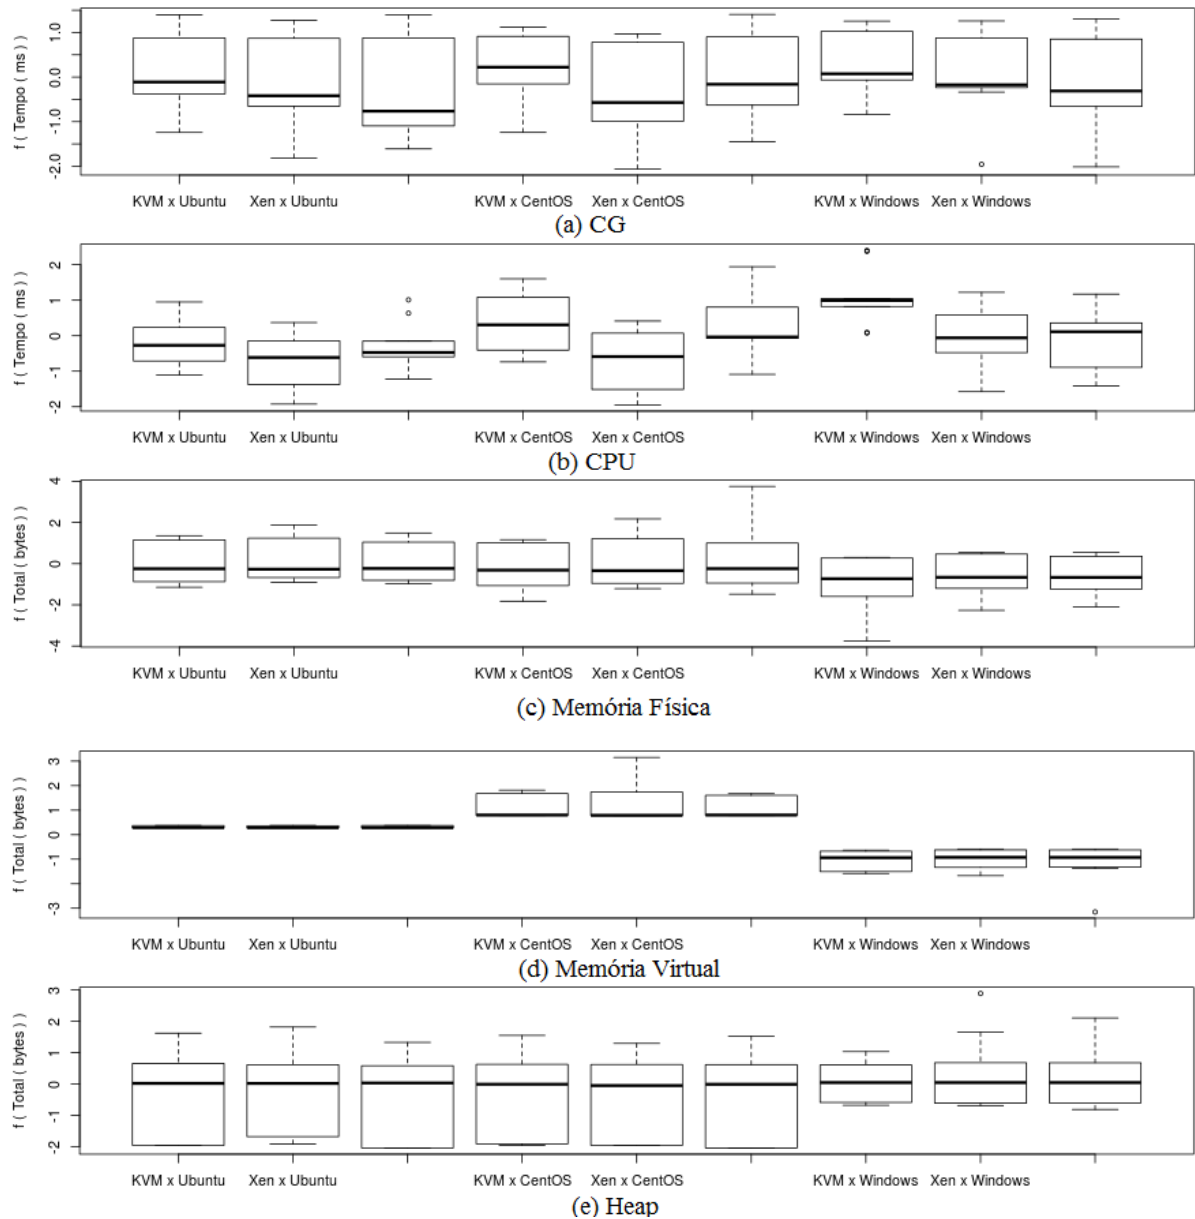 f ( Tempo ( ms ) )
1.0
0.0
-1.0
-2.0
KVM x Ubuntu Xen x Ubuntu KVM x CentOS Xen x CentOS KVM x Windows Xen x Windows
(a) CG
f ( Tempo ( ms ) )
2
1
0
-1
-2
KVM x Ubuntu Xen x Ubuntu KVM x CentOS Xen x CentOS KVM x Windows Xen x Windows
(b) CPU
f ( Total ( bytes ) )
4
2
0
-2
-4
KVM x Ubuntu Xen x Ubuntu KVM x CentOS Xen x CentOS KVM x Windows Xen x Windows
(c) Memória Física
f ( Total ( bytes ) )
3
2
1
0
-1
-3
KVM x Ubuntu Xen x Ubuntu KVM x CentOS Xen x CentOS KVM x Windows Xen x Windows
(d) Memória Virtual
f ( Total ( bytes ) )
3
2
1
0
-1
-2
KVM x Ubuntu Xen x Ubuntu KVM x CentOS Xen x CentOS KVM x Windows Xen x Windows
(e) Heap